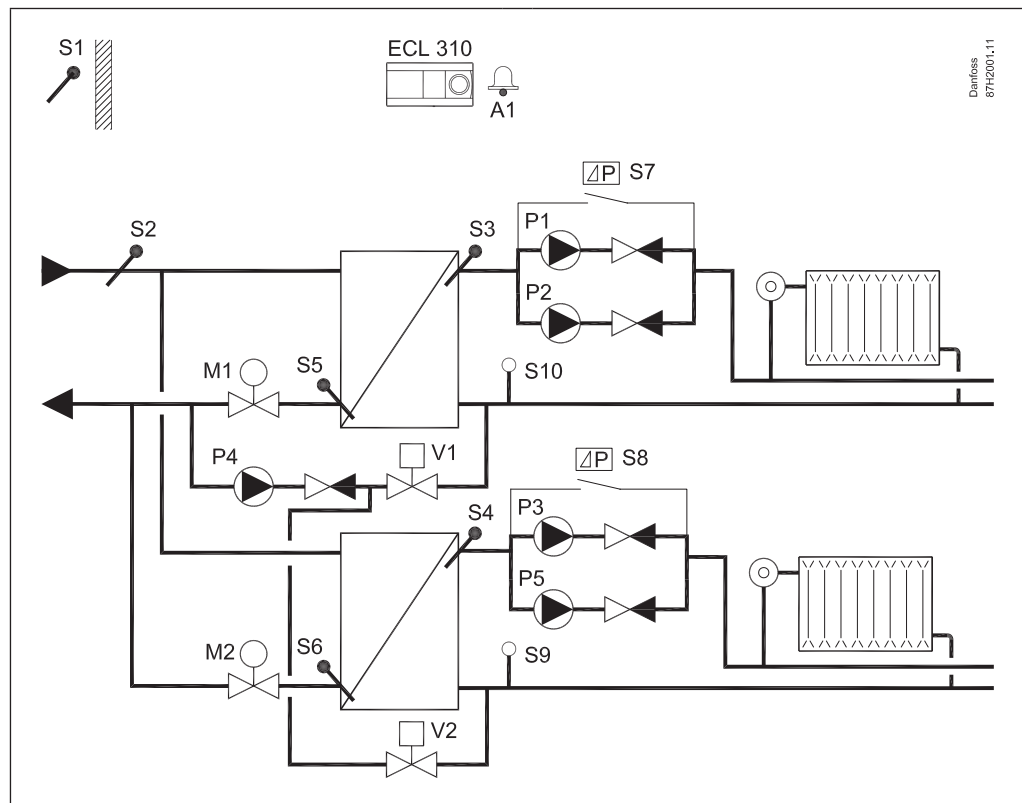 S1
ECL 310
A1
Danfoss
87H2001.11
⊿P S7
S2
S3
P1
P2
M1
S5
S10
P4
V1
⊿P S8
S4
P3
P5
M2
S6
S9
V2